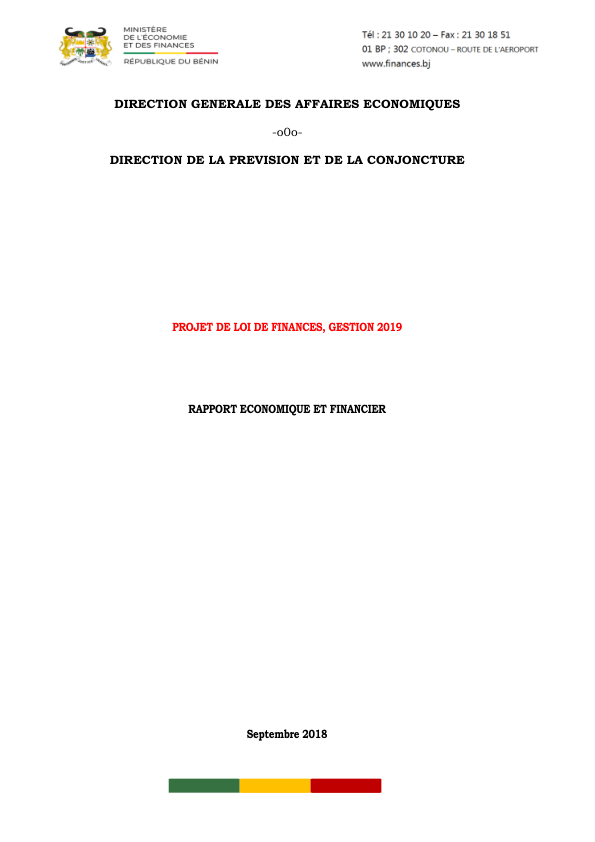 MINISTÈRE
DE L'ÉCONOMIE
ET DES FINANCES
RÉPUBLIQUE DU BÉNIN
Tél : 21 30 10 20 – Fax : 21 30 18 51
01 BP ; 302 COTONOU – ROUTE DE L'AEROPORT
www.finances.bj
DIRECTION GENERALE DES AFFAIRES ECONOMIQUES
-o0o-
DIRECTION DE LA PREVISION ET DE LA CONJONCTURE
PROJET DE LOI DE FINANCES, GESTION 2019
RAPPORT ECONOMIQUE ET FINANCIER
Septembre 2018